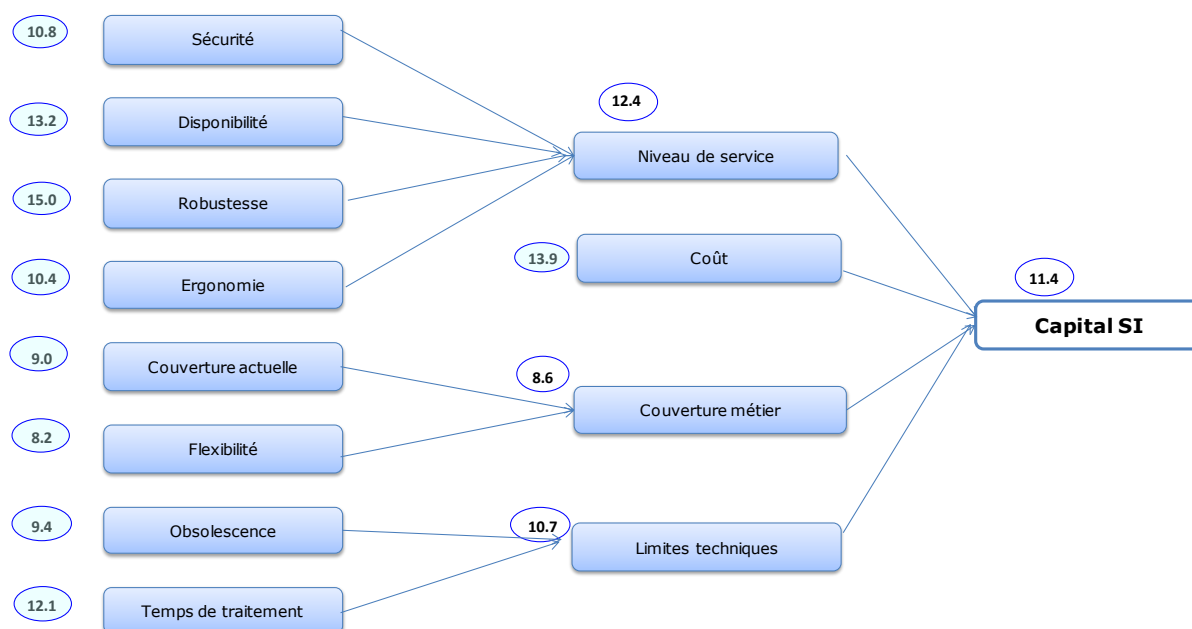 10.8
Sécurité
13.2
Disponibilité
15.0
Robustesse
10.4
Ergonomie
9.0
Couverture actuelle
8.2
Flexibilité
9.4
Obsolescence
12.1
Temps de traitement
12.4
Niveau de service
13.9
Coût
8.6
Couverture métier
10.7
Limites techniques
11.4
Capital SI